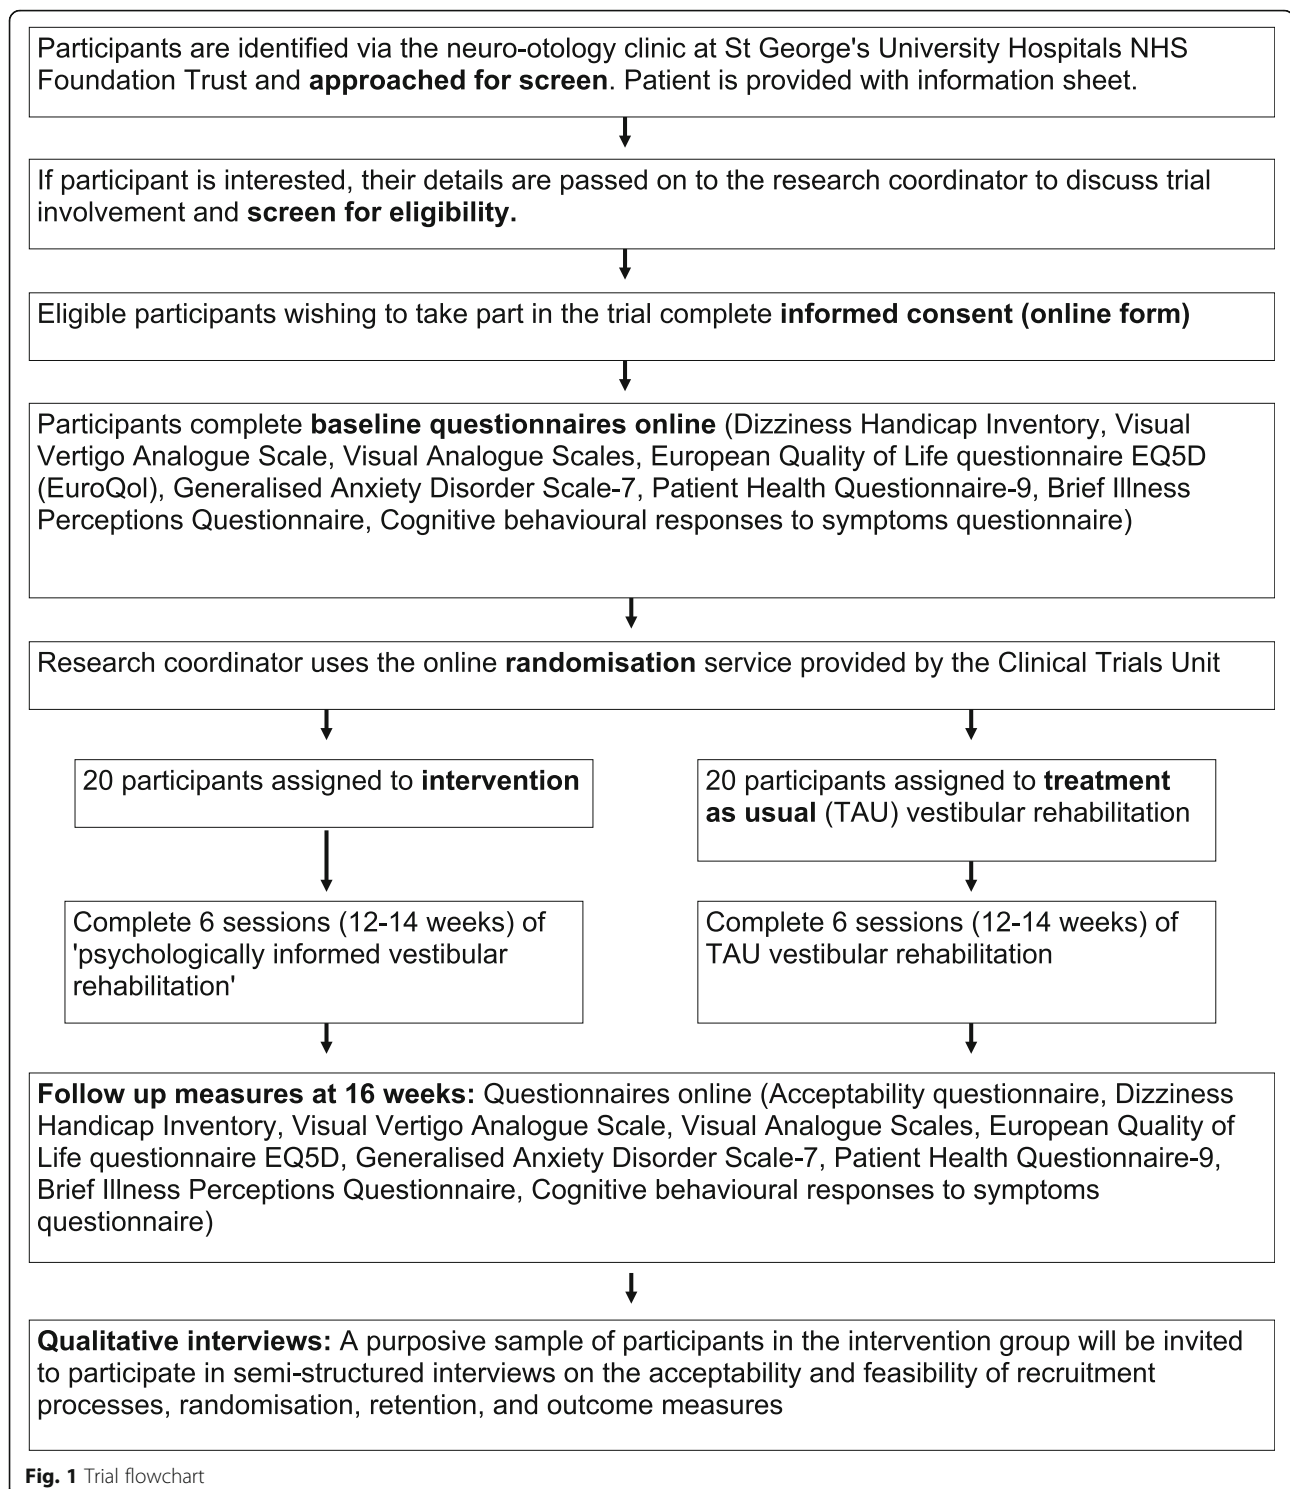 Participants are identified via the neuro-otology clinic at St George's University Hospitals NHS
Foundation Trust and approached for screen. Patient is provided with information sheet.
If participant is interested, their details are passed on to the research coordinator to discuss trial
involvement and screen for eligibility.
Eligible participants wishing to take part in the trial complete informed consent (online form)
Participants complete baseline questionnaires online (Dizziness Handicap Inventory, Visual
Vertigo Analogue Scale, Visual Analogue Scales, European Quality of Life questionnaire EQ5D
(EuroQol), Generalised Anxiety Disorder Scale-7, Patient Health Questionnaire-9, Brief Illness
Perceptions Questionnaire, Cognitive behavioural responses to symptoms questionnaire)
Research coordinator uses the online randomisation service provided by the Clinical Trials Unit
20 participants assigned to intervention
20 participants assigned to treatment
as usual (TAU) vestibular rehabilitation
Complete 6 sessions (12-14 weeks) of
'psychologically informed vestibular
rehabilitation'
Complete 6 sessions (12-14 weeks) of
TAU vestibular rehabilitation
Follow up measures at 16 weeks: Questionnaires online (Acceptability questionnaire, Dizziness
Handicap Inventory, Visual Vertigo Analogue Scale, Visual Analogue Scales, European Quality of
Life questionnaire EQ5D, Generalised Anxiety Disorder Scale-7, Patient Health Questionnaire-9,
Brief Illness Perceptions Questionnaire, Cognitive behavioural responses to symptoms
questionnaire)
Qualitative interviews: A purposive sample of participants in the intervention group will be invited
to participate in semi-structured interviews on the acceptability and feasibility of recruitment
processes, randomisation, retention, and outcome measures
Fig. 1 Trial flowchart